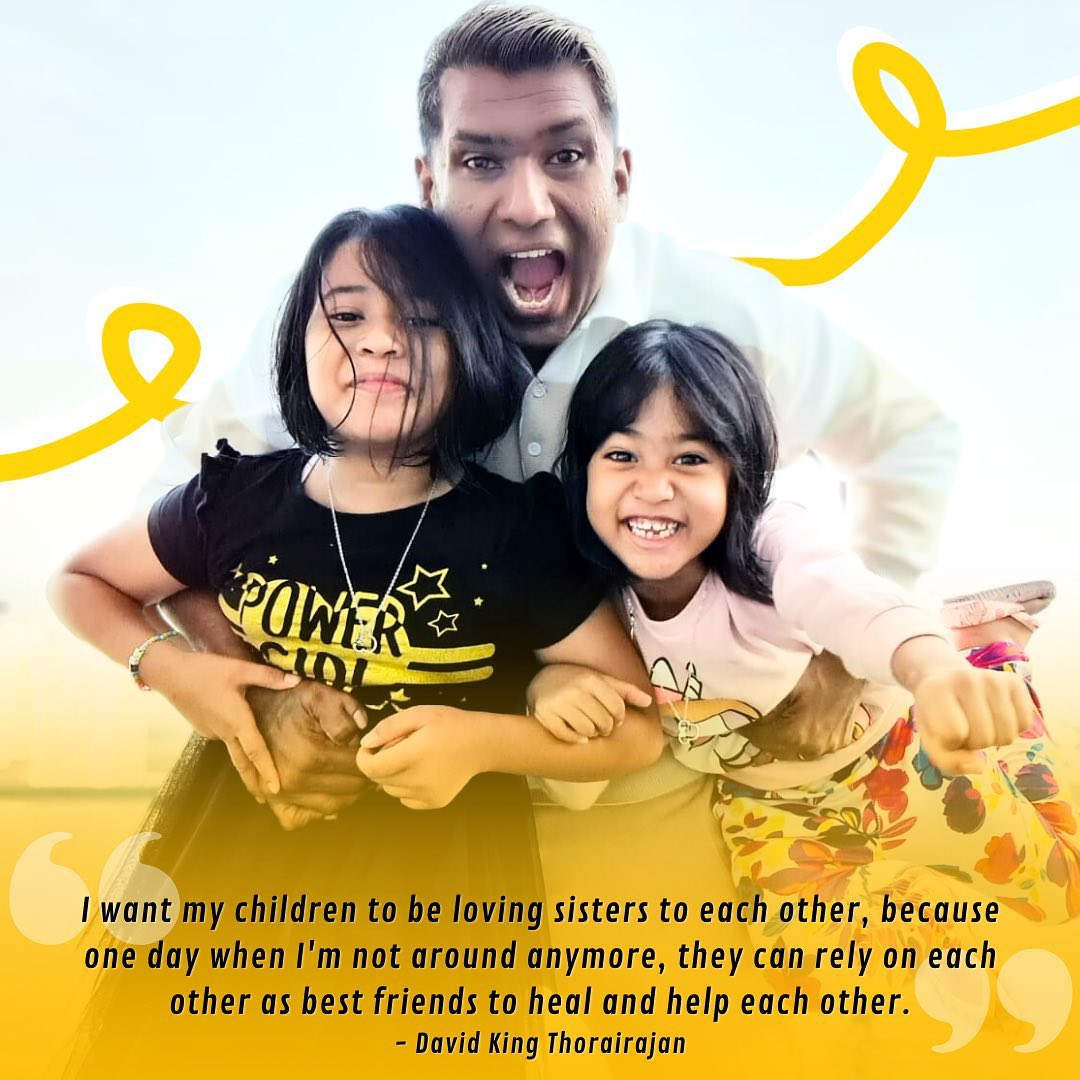 POWER
GIRL
I want my children to be loving sisters to each other, because
one day when I'm not around anymore, they can rely on each
other as best friends to heal and help each other.
- David King Thorairajan